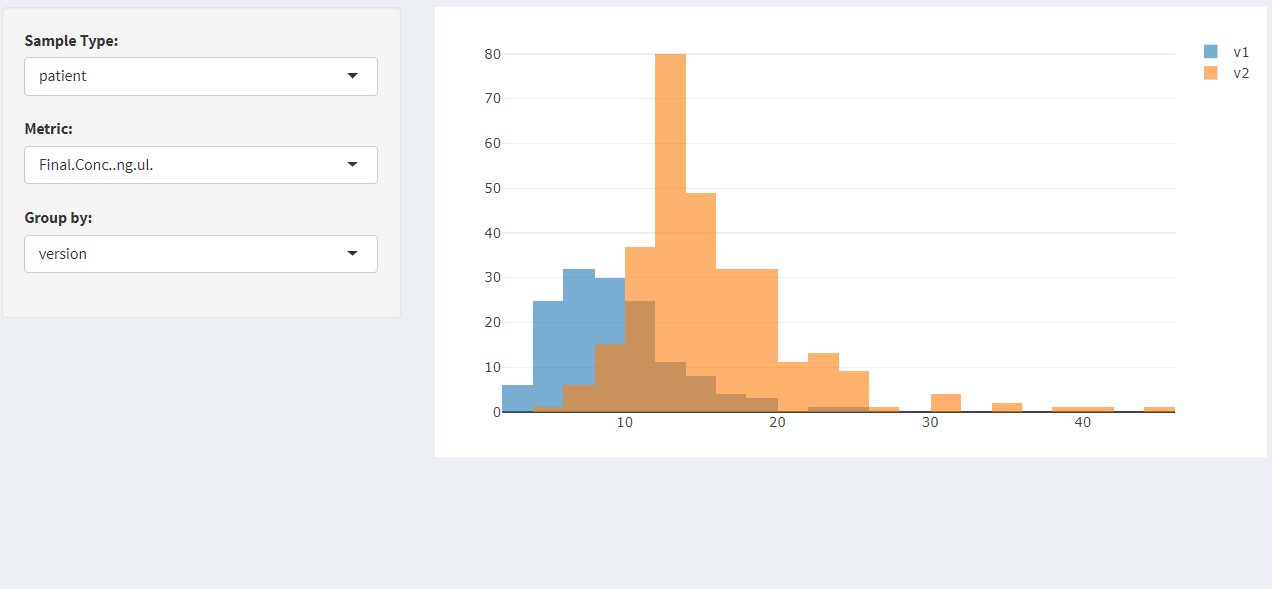 Sample Type:
patient
Metric:
Final.Conc..ng.ul.
Group by:
version
80
70
60
50
40
30
20
10
0
10 20 30 40
v1
v2